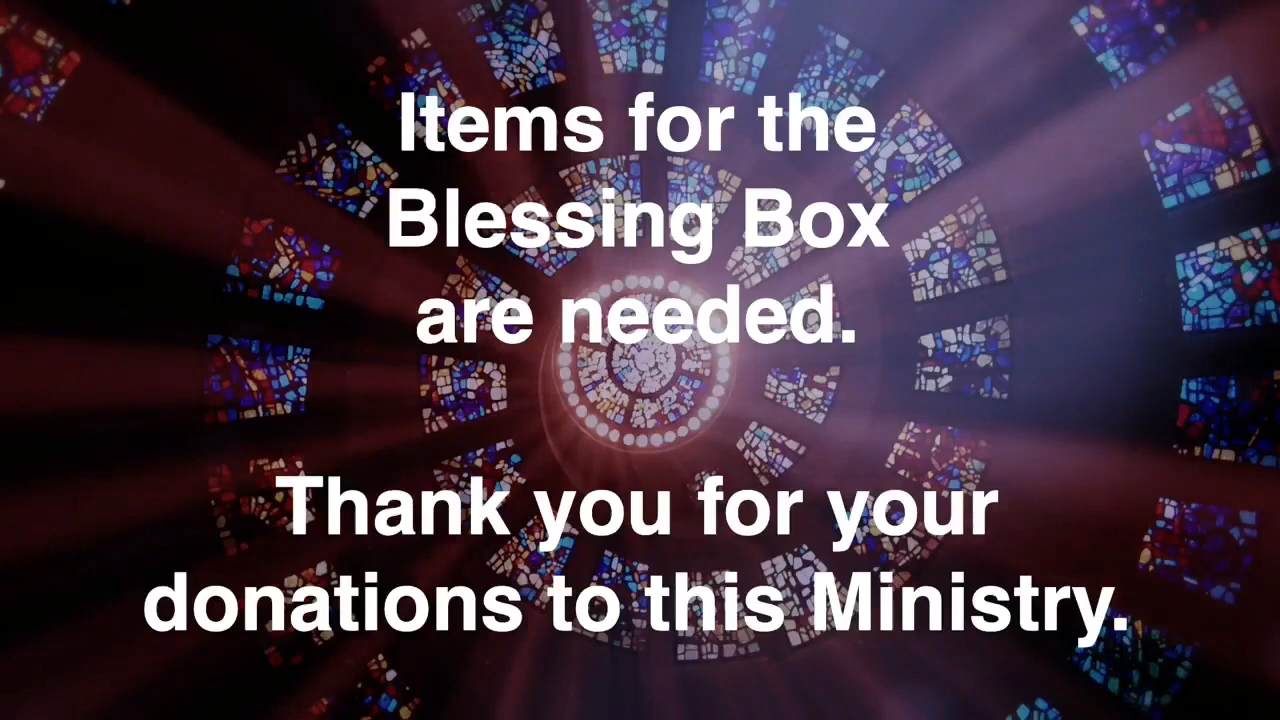 Items for the
Blessing Box
are needed.
Thank you for your
donations to this Ministry.